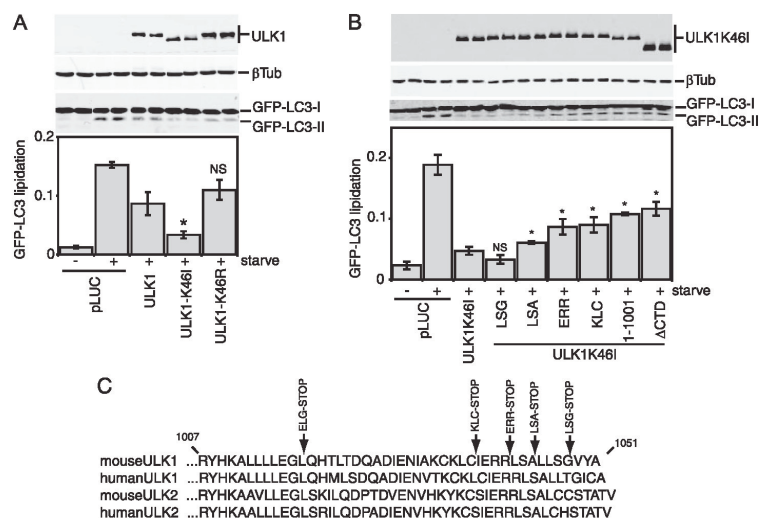 A
ULK1
βTub
GFP-LC3-I
GFP-LC3-II
GFP-LC3 lipidation
0.2
0.1
0
*
NS
- + + + + starve
pLUC
ULK1
ULK1-K46I
ULK1-K46R
B
ULK1K46I
βTub
GFP-LC3-I
GFP-LC3-II
GFP-LC3 lipidation
0.2
0.1
0
NS
*
*
*
*
*
- + + + + + + + + starve
pLUC
ULK1K46I
LSG
LSA
ERR
KLC
1-1001
ΔCTD
ULK1K46I
C
ELG-STOP
KLC-STOP
ERR-STOP
LSA-STOP
LSG-STOP
1007
1051
mouseULK1 ...RYHKALLLLEGLQHTLTDQADIENIAKCKLCIERRLSALLSGVYA
humanULK1 ...RYHKALLLLEGLQHMLSDQADIENVTKCKLCIERRLSALLTGICA
mouseULK2 ...RYHKAAVLLEGLSKILQDPTDVENVHKYKCSIERRLSALCCSTATV
humanULK2 ...RYHKAALLLEGLSRILQDPADIENVHKYKCSIERRLSALCHSTATV